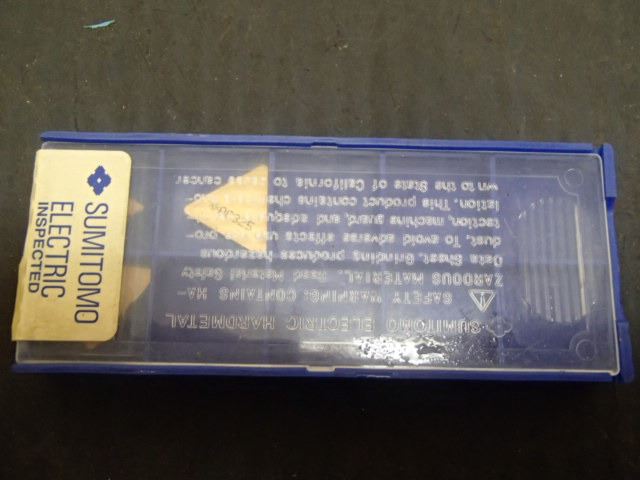 SUMITOMO
ELECTRIC
INSPECTED
SUMITOMO ELECTRIC HARDMETAL
SAFETY WARNING: CONTAINS HA-
ZARDOUS MATERIAL. Read Material Safety
Data Sheet. Grinding produces hazardous
dust. To avoid adverse effects use pro-
tection, machine guard, and
lation. This product contains
wn to the State of California to cause cancer